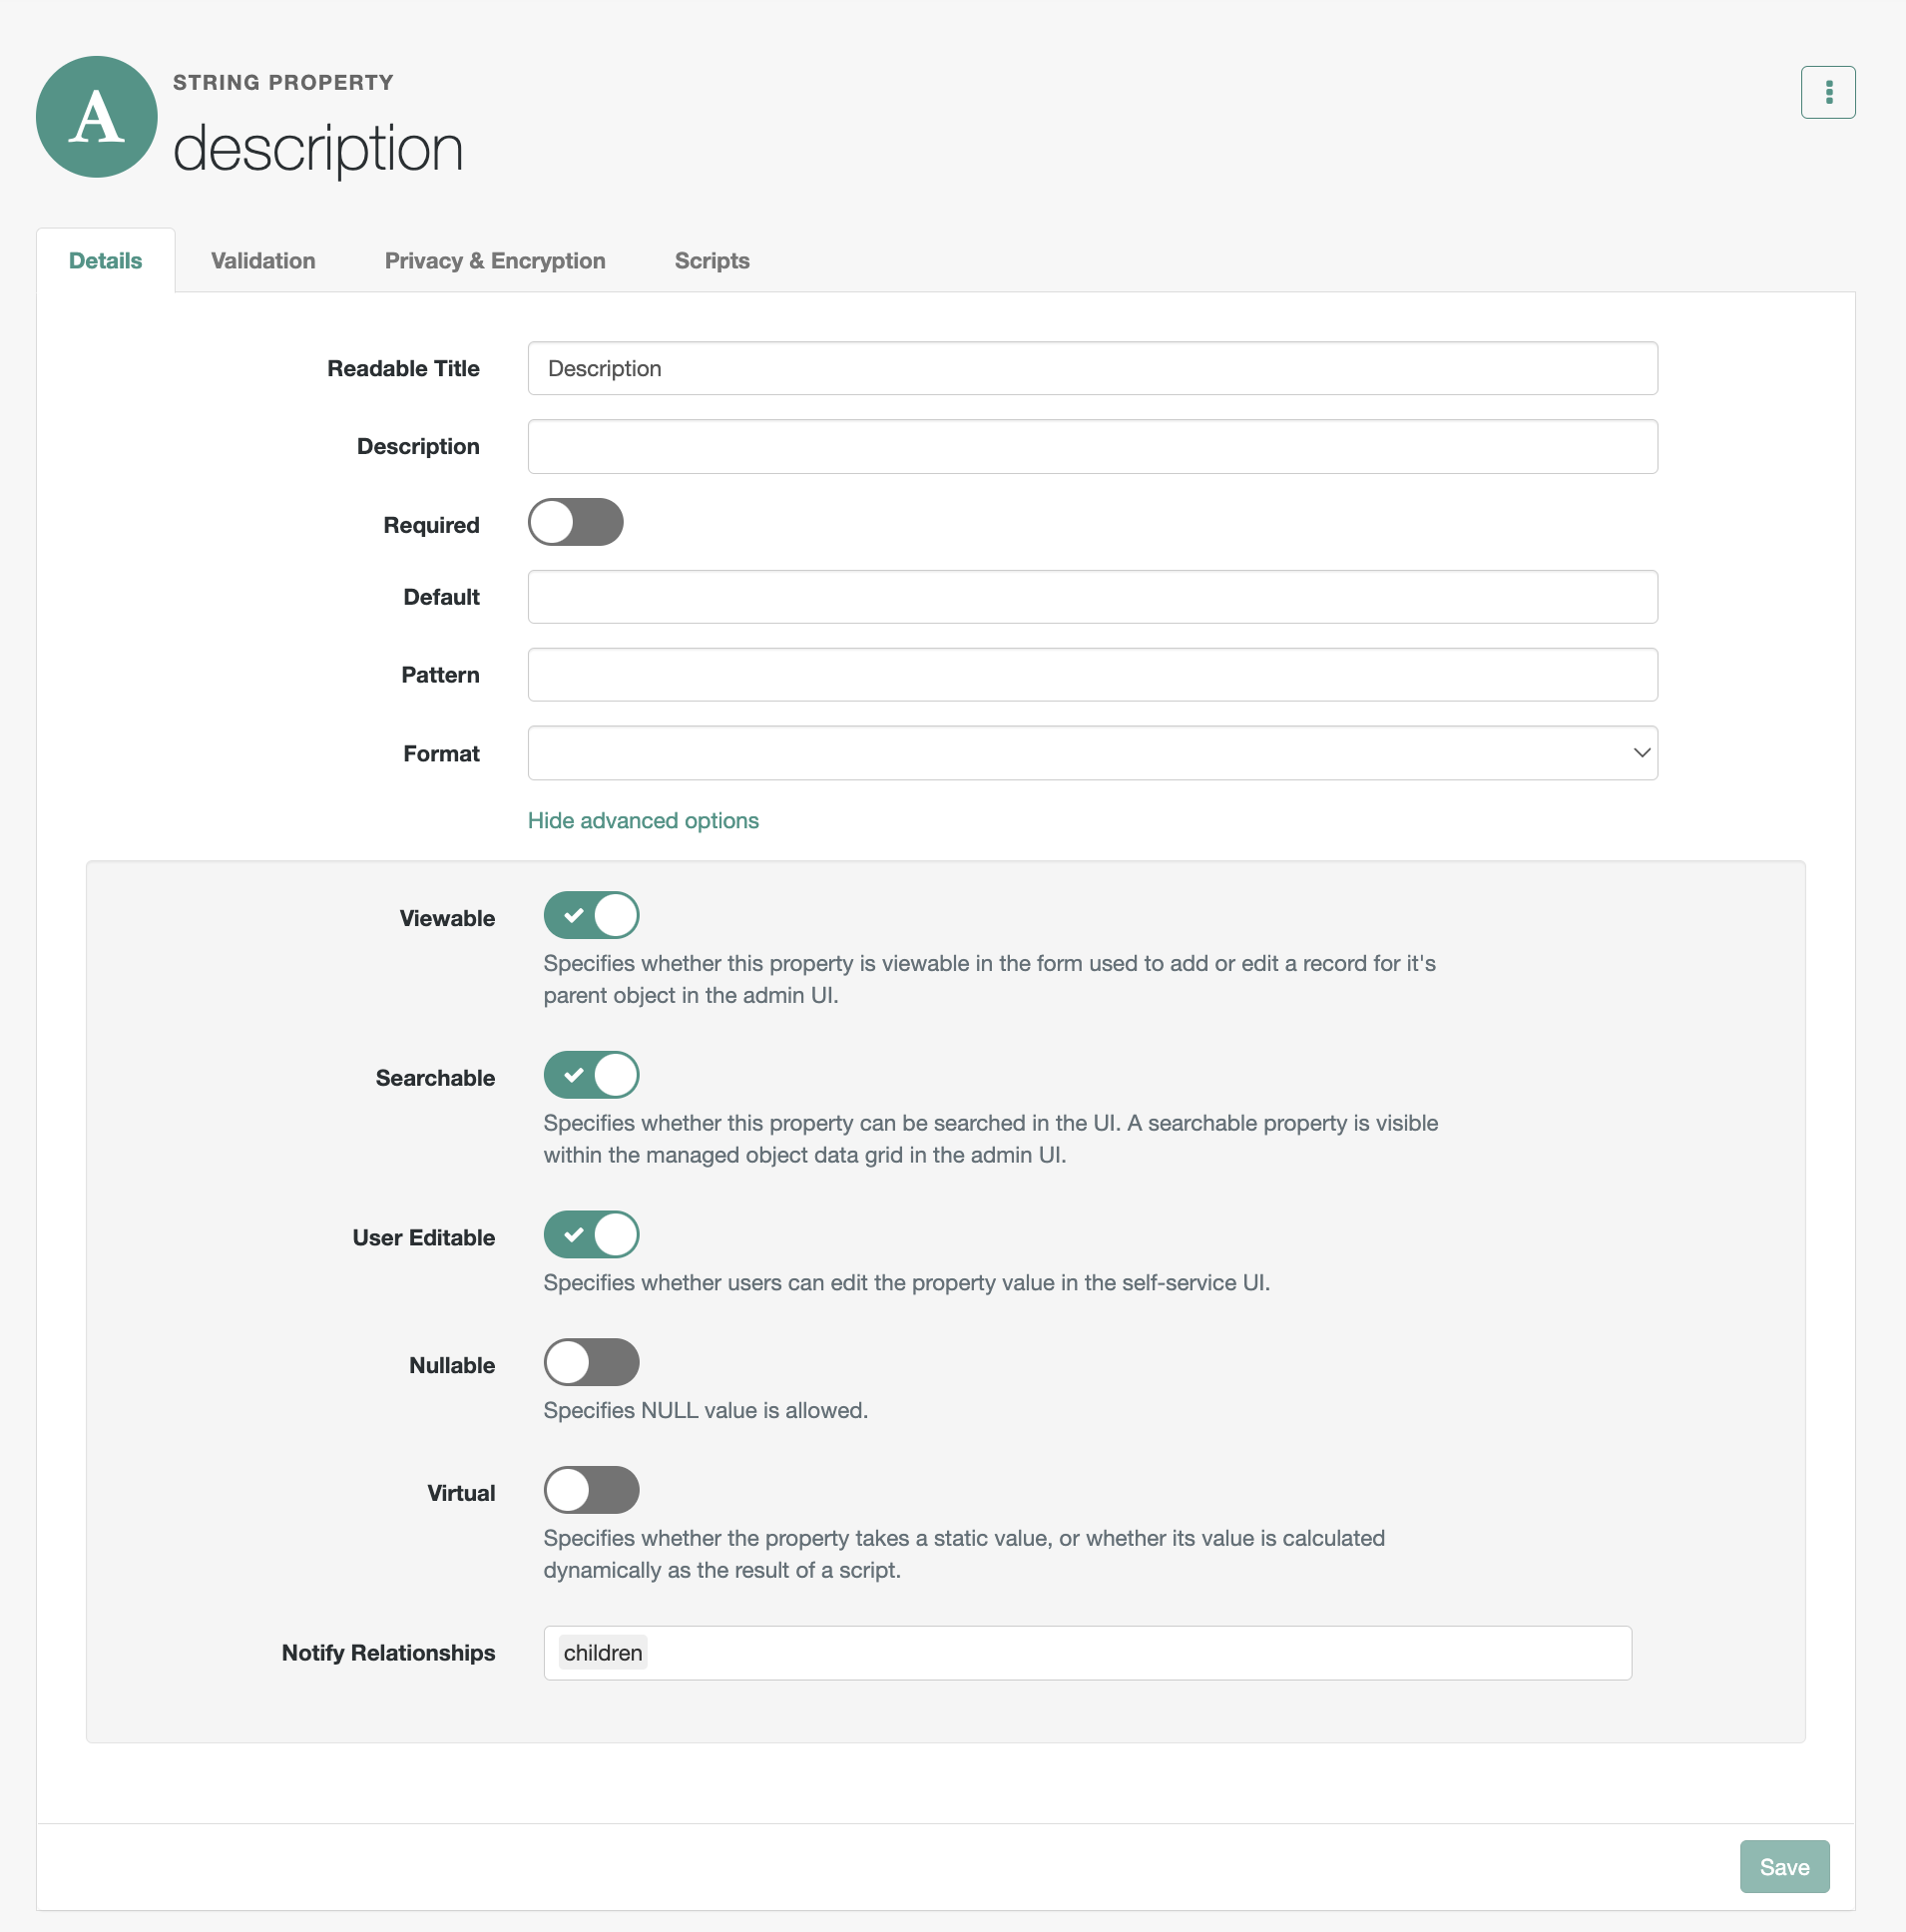 A
STRING PROPERTY
description
Details Validation Privacy & Encryption Scripts
Readable Title Description
Description
Required
Default
Pattern
Format
Hide advanced options
Viewable
Specifies whether this property is viewable in the form used to add or edit a record for it's
parent object in the admin UI.
Searchable
Specifies whether this property can be searched in the UI. A searchable property is visible
within the managed object data grid in the admin UI.
User Editable
Specifies whether users can edit the property value in the self-service UI.
Nullable
Specifies NULL value is allowed.
Virtual
Specifies whether the property takes a static value, or whether its value is calculated
dynamically as the result of a script.
Notify Relationships children
Save